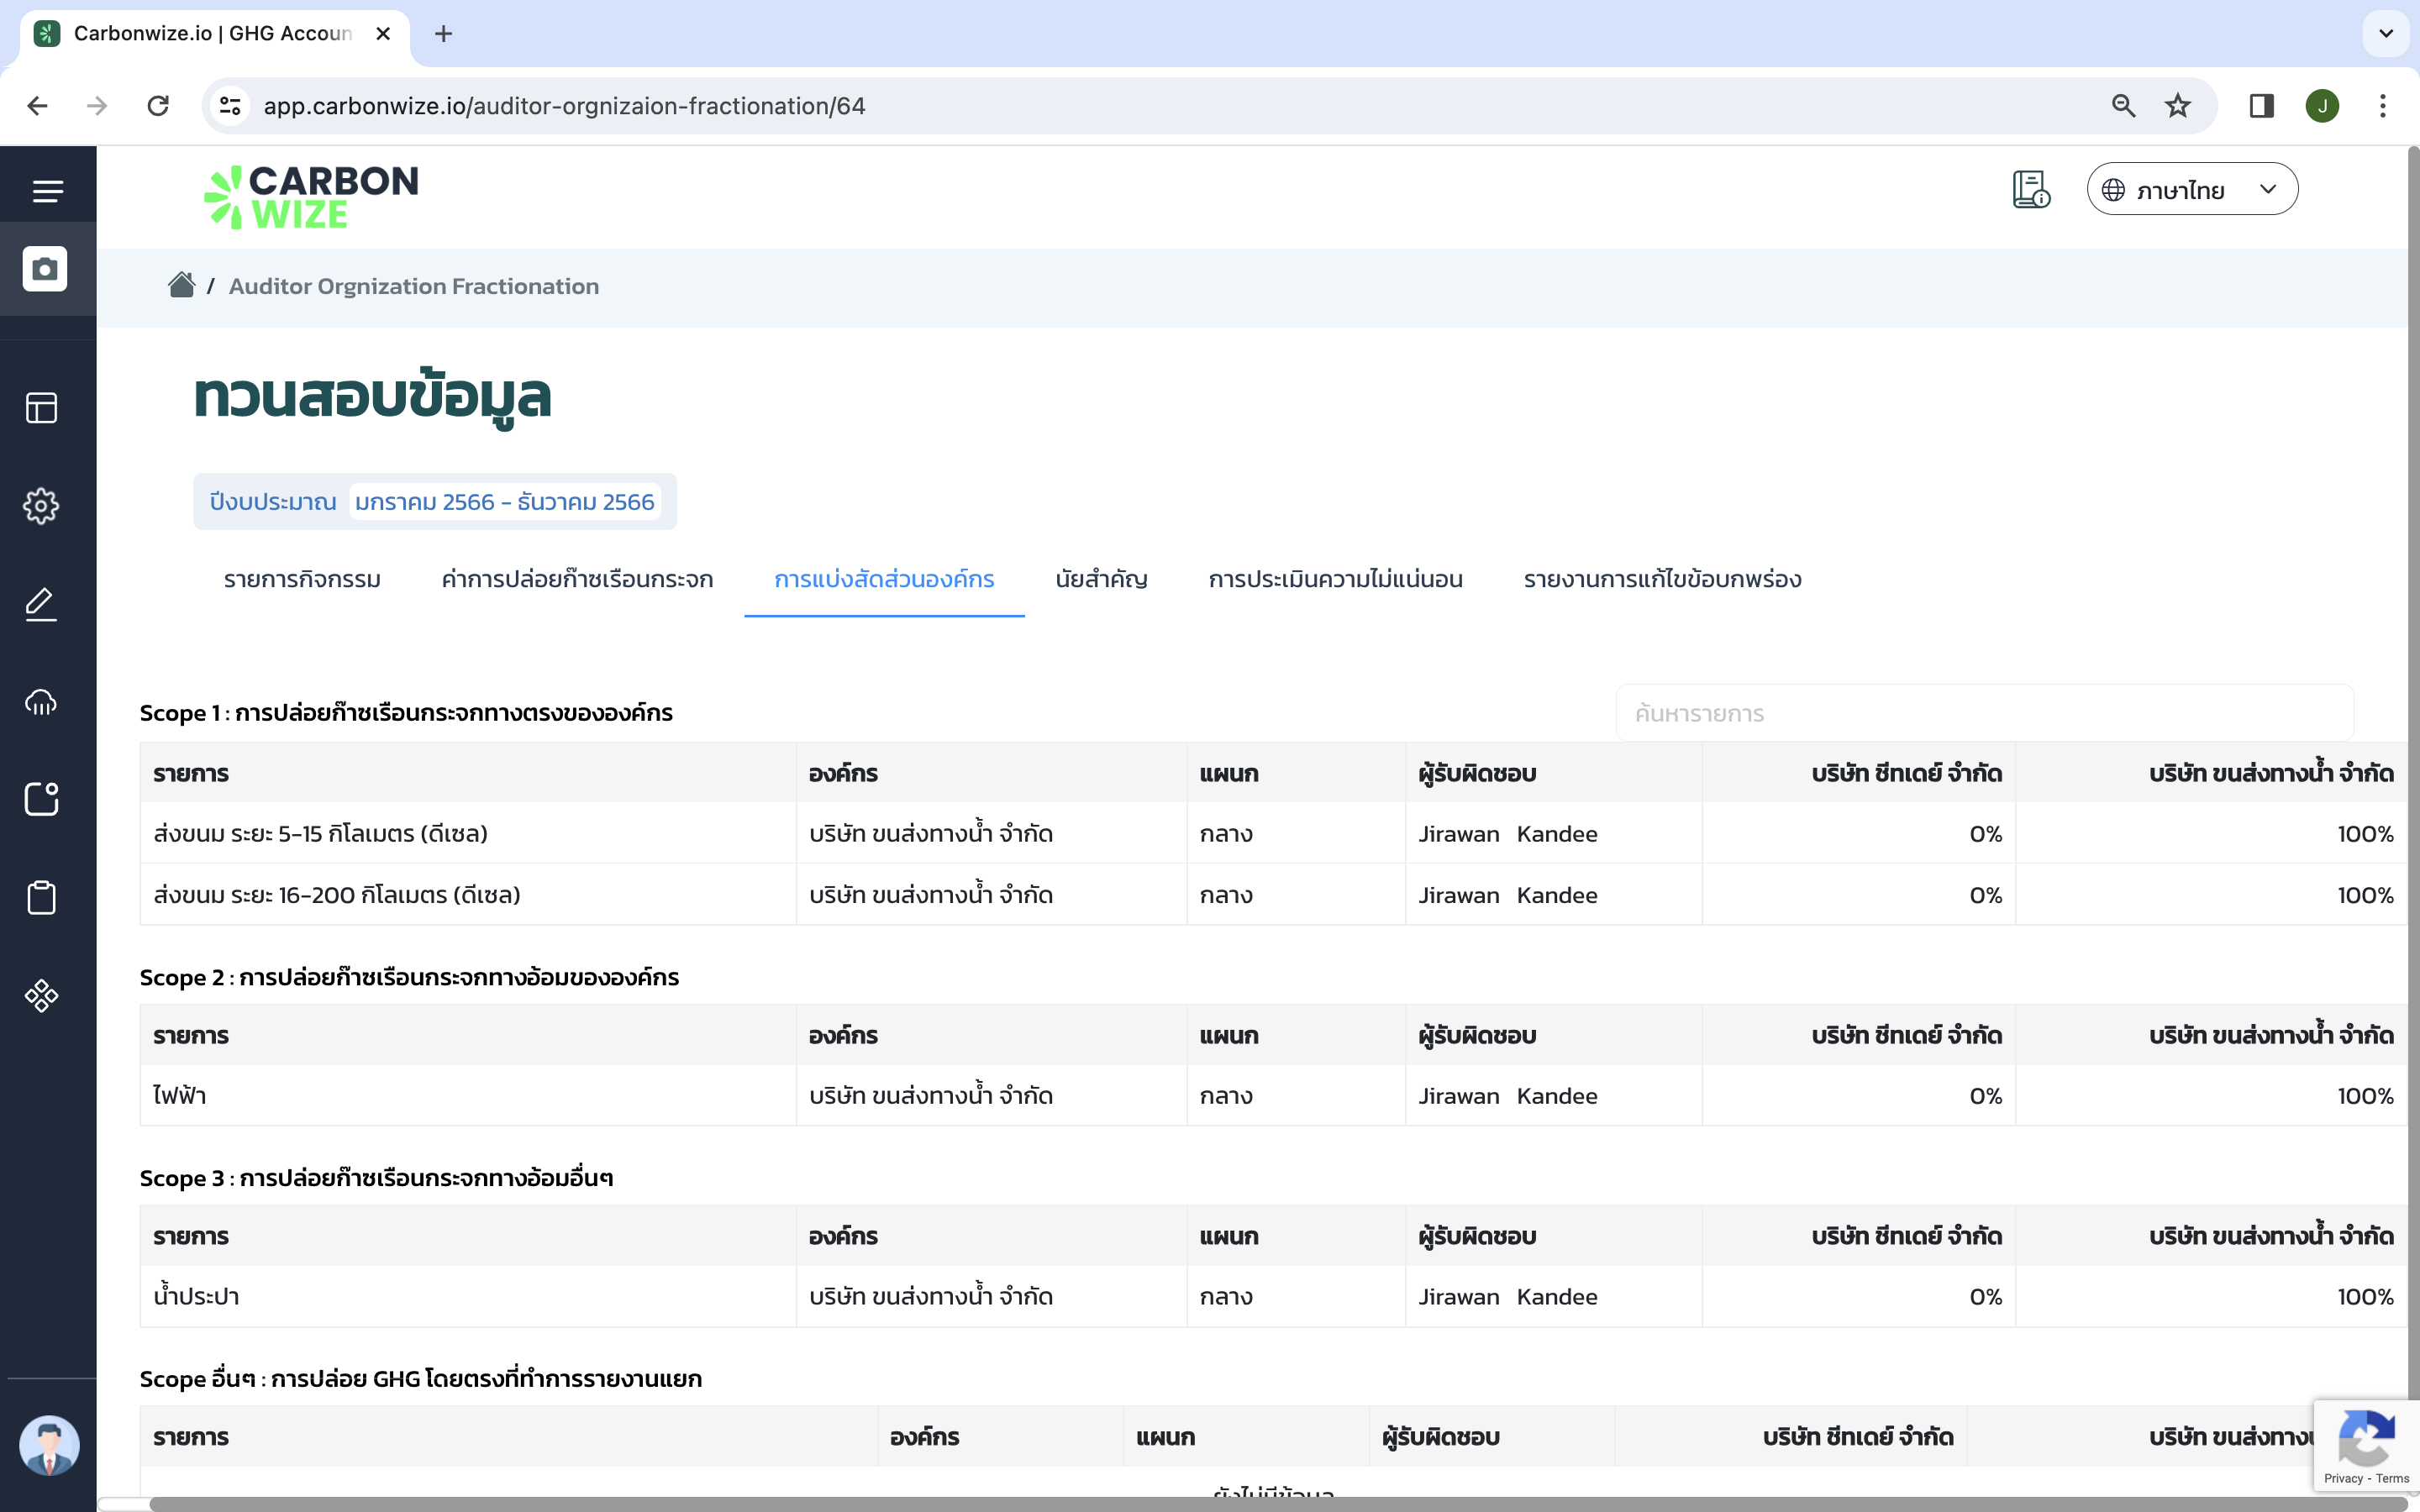 Carbonwize.io | GHG Accoun
app.carbonwize.io/auditor-orgnizaion-fractionation/64
J
CARBON
WIZE
ภาษาไทย
/ Auditor Orgnization Fractionation
ทวนสอบข้อมูล
ปีงบประมาณ มกราคม 2566 - ธันวาคม 2566
รายการกิจกรรม ค่าการปล่อยก๊าซเรือนกระจก การแบ่งสัดส่วนองค์กร นัยสำคัญ การประเมินความไม่แน่นอน รายงานการแก้ไขข้อบกพร่อง
Scope 1 : การปล่อยก๊าซเรือนกระจกทางตรงขององค์กร ค้นหารายการ
รายการ องค์กร แผนก ผู้รับผิดชอบ บริษัท ซีทเดย์ จำกัด บริษัท ขนส่งทางน้ำ จำกัด
ส่งขนม ระยะ 5-15 กิโลเมตร (ดีเซล) บริษัท ขนส่งทางน้ำ จำกัด กลาง Jirawan Kandee 0% 100%
ส่งขนม ระยะ 16-200 กิโลเมตร (ดีเซล) บริษัท ขนส่งทางน้ำ จำกัด กลาง Jirawan Kandee 0% 100%
Scope 2 : การปล่อยก๊าซเรือนกระจกทางอ้อมขององค์กร
รายการ องค์กร แผนก ผู้รับผิดชอบ บริษัท ซีทเดย์ จำกัด บริษัท ขนส่งทางน้ำ จำกัด
ไฟฟ้า บริษัท ขนส่งทางน้ำ จำกัด กลาง Jirawan Kandee 0% 100%
Scope 3 : การปล่อยก๊าซเรือนกระจกทางอ้อมอื่นๆ
รายการ องค์กร แผนก ผู้รับผิดชอบ บริษัท ซีทเดย์ จำกัด บริษัท ขนส่งทางน้ำ จำกัด
น้ำประปา บริษัท ขนส่งทางน้ำ จำกัด กลาง Jirawan Kandee 0% 100%
Scope อื่นๆ : การปล่อย GHG โดยตรงที่ทำการรายงานแยก
รายการ องค์กร แผนก ผู้รับผิดชอบ บริษัท ซีทเดย์ จำกัด บริษัท ขนส่งทาง
ยังไม่มีข้อมูล
Privacy - Terms